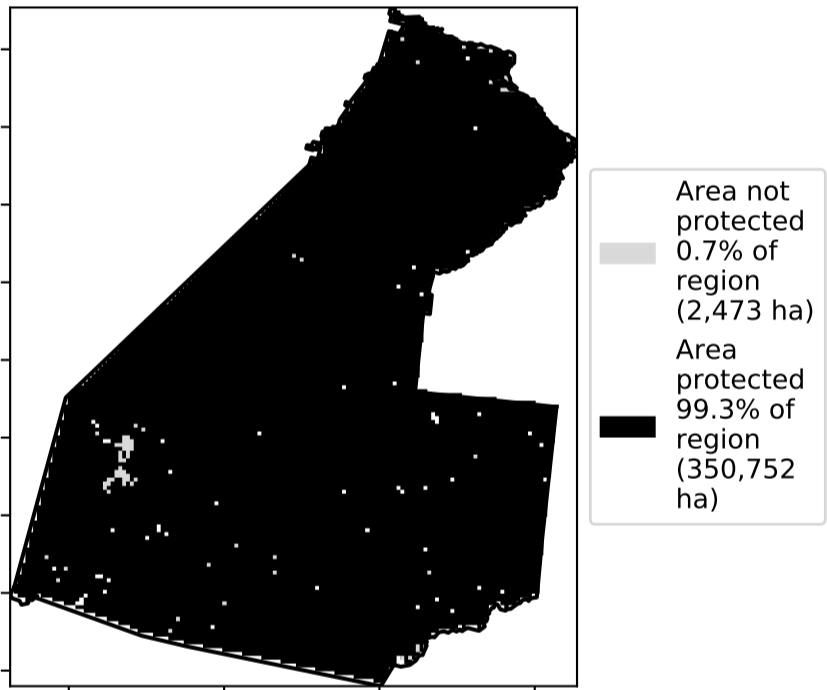 Area not
protected
0.7% of
region
(2,473 ha)
Area
protected
99.3% of
region
(350,752
ha)